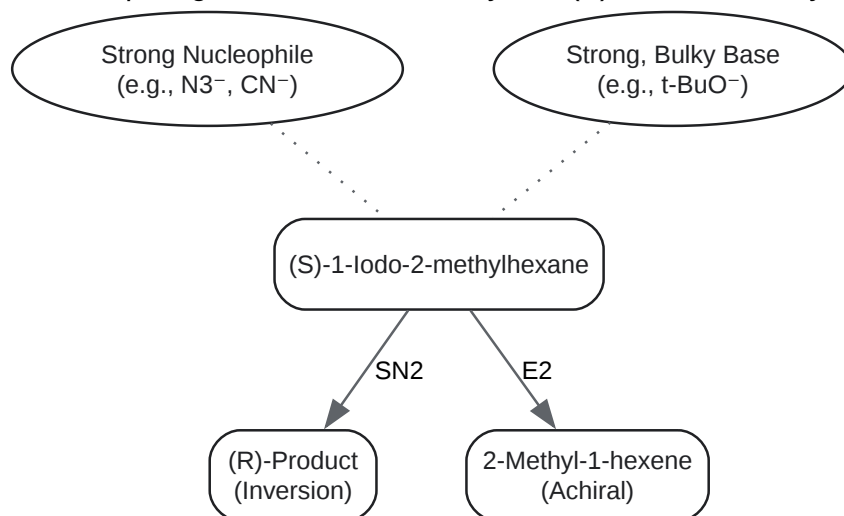 Strong Nucleophile
(e.g., N3⁻, CN⁻)
Strong, Bulky Base
(e.g., t-BuO⁻)
(S)-1-Iodo-2-methylhexane
SN2
E2
(R)-Product
(Inversion)
2-Methyl-1-hexene
(Achiral)